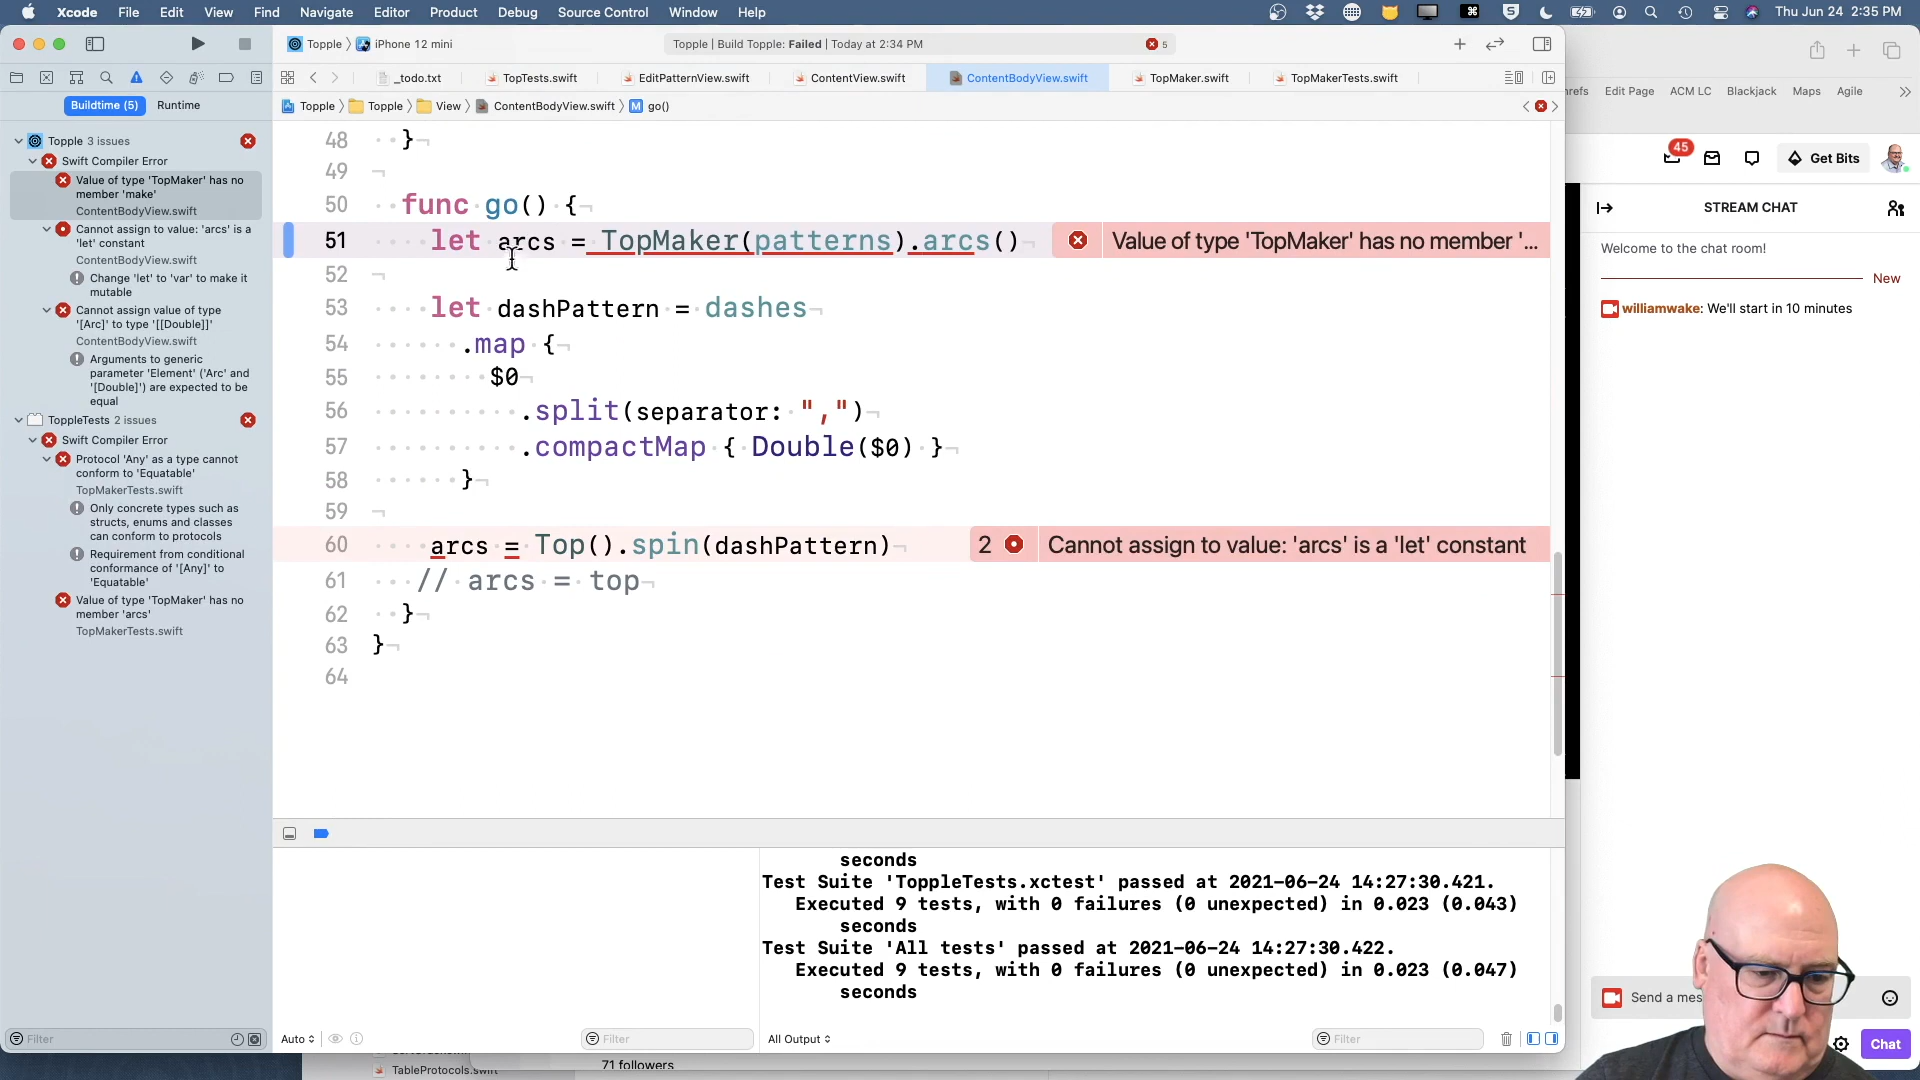 Xcode File Edit View Find Navigate Editor Product Debug Source Control Window Help
Thu Jun 24 2:35 PM
Topple
iPhone 12 mini
Topple | Build Topple: Failed | Today at 2:34 PM
5
_todo.txt
TopTests.swift
EditPatternView.swift
ContentView.swift
ContentBodyView.swift
TopMaker.swift
TopMakerTests.swift
Buildtime (5)
Runtime
Topple
Topple
View
ContentBodyView.swift
M
go()
Topple 3 issues
Swift Compiler Error
Value of type 'TopMaker' has no
member 'make'
ContentBodyView.swift
Cannot assign to value: 'arcs' is a
'let' constant
ContentBodyView.swift
Change 'let' to 'var' to make it
mutable
Cannot assign value of type
'[Arc]' to type '[[Double]]'
ContentBodyView.swift
Arguments to generic
parameter 'Element' ('Arc' and
'[Double]') are expected to be
equal
ToppleTests 2 issues
Swift Compiler Error
Protocol 'Any' as a type cannot
conform to 'Equatable'
TopMakerTests.swift
Only concrete types such as
structs, enums and classes
can conform to protocols
Requirement from conditional
conformance of '[Any]' to
'Equatable'
Value of type 'TopMaker' has no
member 'arcs'
TopMakerTests.swift
Filter
48 }
49
50 func go() {
51 let arcs = TopMaker(patterns).arcs()
Value of type 'TopMaker' has no member '...
52
53 let dashPattern = dashes
54 .map {
55 $0
56 .split(separator: ",")
57 .compactMap { Double($0) }
58 }
59
60 arcs = Top().spin(dashPattern)
2
Cannot assign to value: 'arcs' is a 'let' constant
61 // arcs = top
62 }
63 }
64
seconds
Test Suite 'ToppleTests.xctest' passed at 2021-06-24 14:27:30.421.
Executed 9 tests, with 0 failures (0 unexpected) in 0.023 (0.043)
seconds
Test Suite 'All tests' passed at 2021-06-24 14:27:30.422.
Executed 9 tests, with 0 failures (0 unexpected) in 0.023 (0.047)
seconds
Auto
Filter
All Output
Filter
TableProtocols.swift
71 followers
Edit Page ACM LC Blackjack Maps Agile
45
Get Bits
STREAM CHAT
Welcome to the chat room!
New
williamwake: We'll start in 10 minutes
Send a mes
Chat